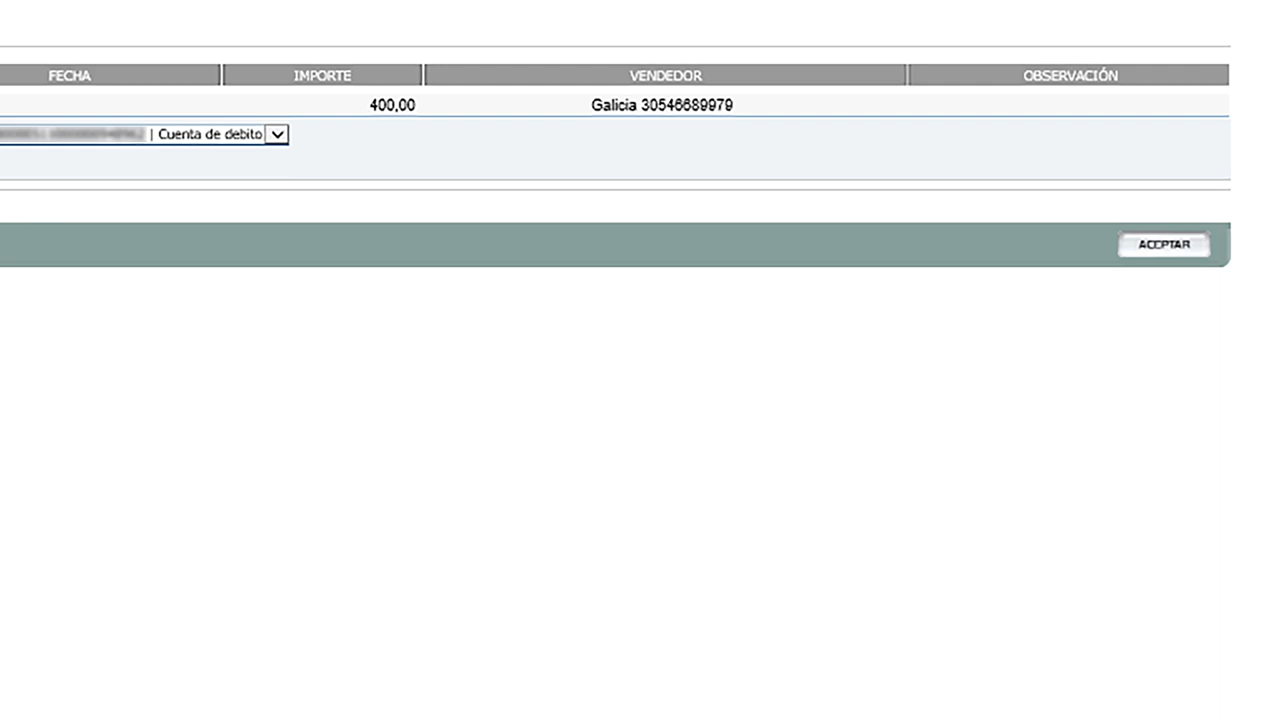 FECHA IMPORTE VENDEDOR OBSERVACIÓN
400,00 Galicia 30546689979
| Cuenta de debito
ACEPTAR